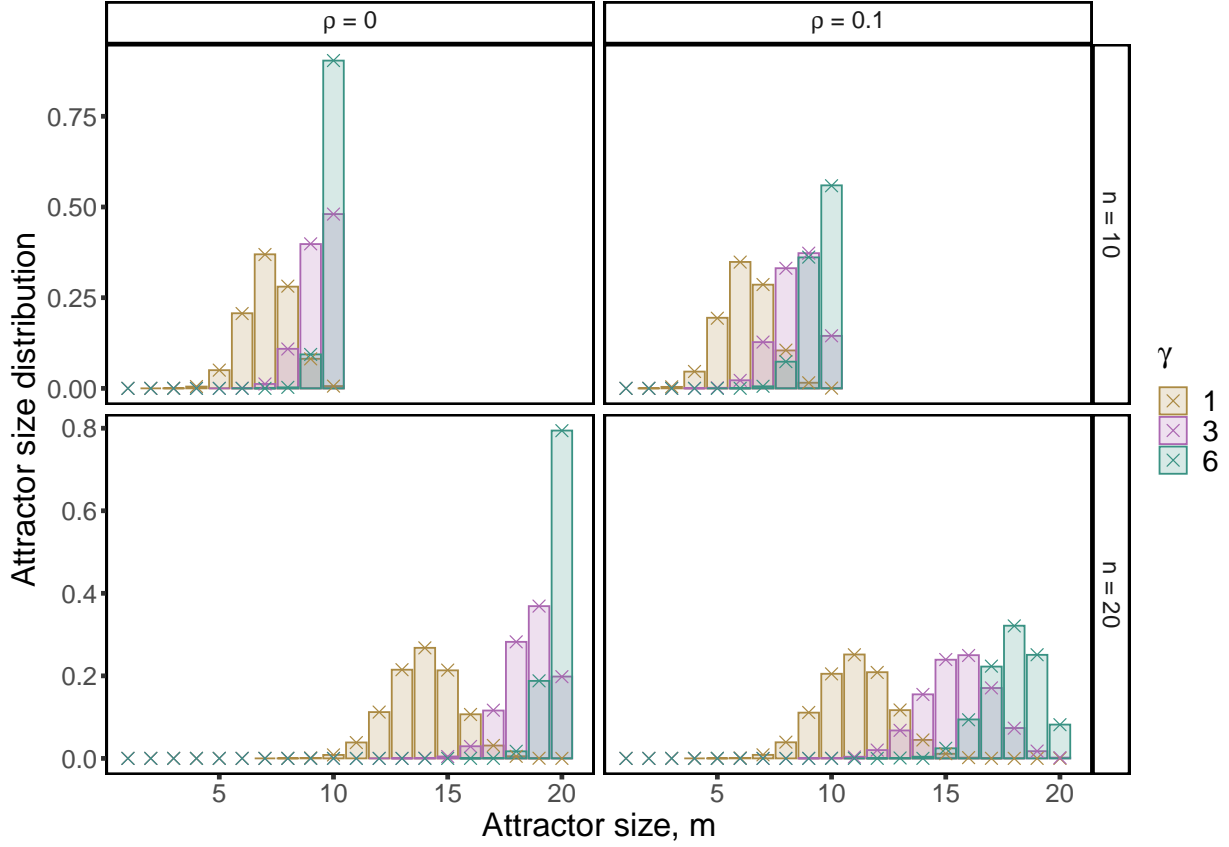 ρ = 0
ρ = 0.1
Attractor size distribution
0.75
0.50
0.25
0.00
n = 10
0.8
0.6
0.4
0.2
0.0
n = 20
5
10
15
20
5
10
15
20
Attractor size, m
γ
1
3
6